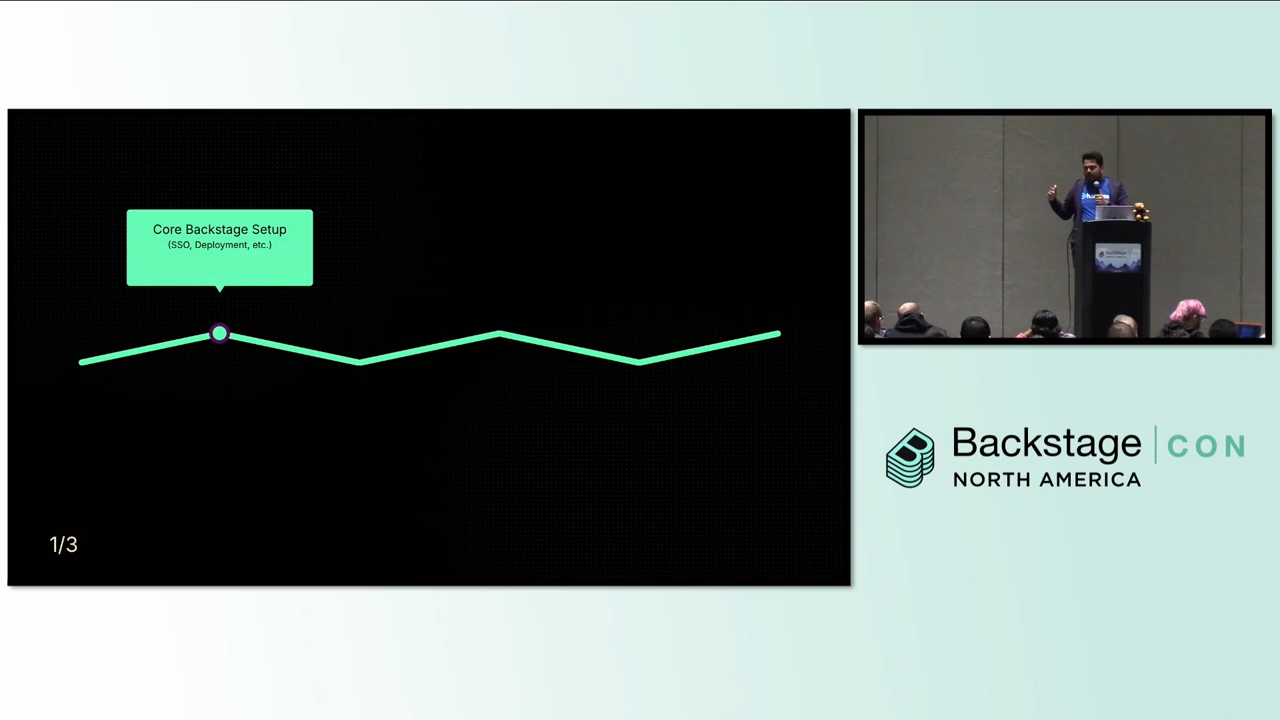 Core Backstage Setup
(SSO, Deployment, etc.)
1/3
Backstage CON
NORTH AMERICA